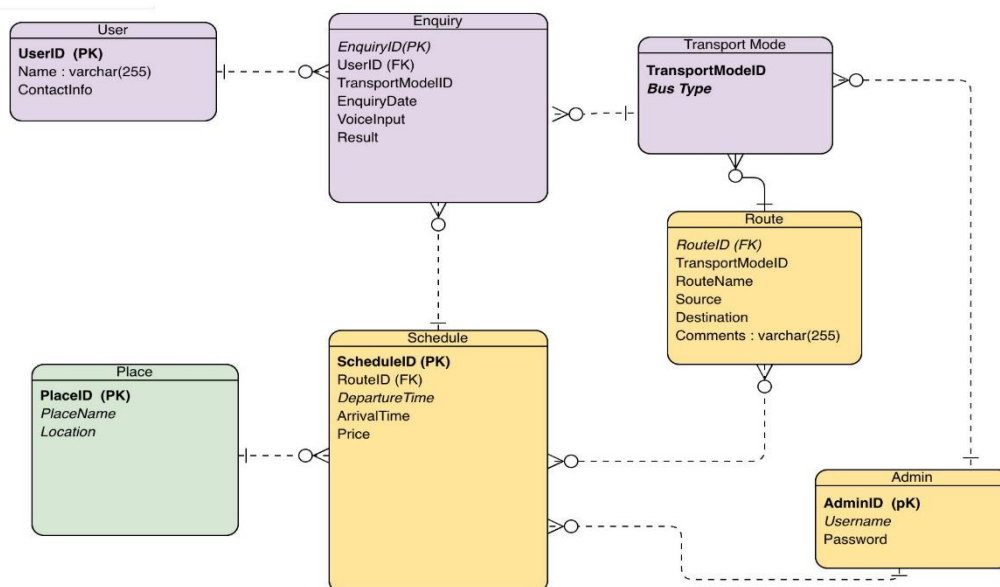 User
UserID (PK)
Name : varchar(255)
ContactInfo
Enquiry
EnquiryID(PK)
UserID (FK)
TransportModelID
EnquiryDate
VoiceInput
Result
Transport Mode
TransportModeID
Bus Type
Route
RouteID (FK)
TransportModeID
RouteName
Source
Destination
Comments : varchar(255)
Place
PlaceID (PK)
PlaceName
Location
Schedule
ScheduleID (PK)
RouteID (FK)
DepartureTime
ArrivalTime
Price
Admin
AdminID (pK)
Username
Password